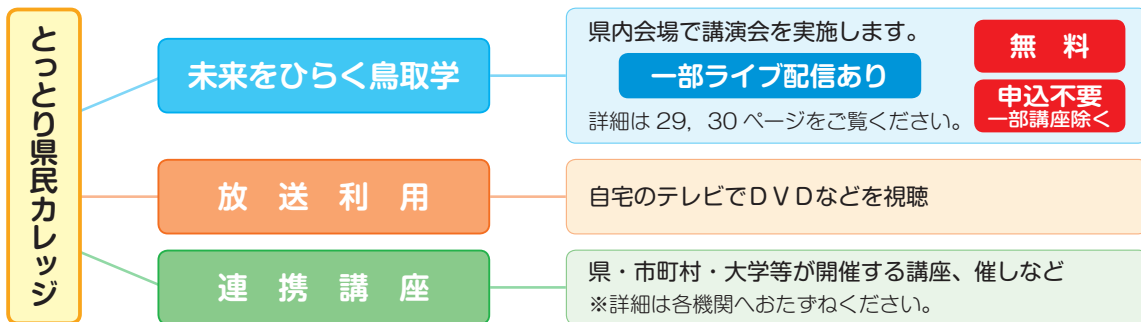 とっとり県民カレッジ
未来をひらく鳥取学
県内会場で講演会を実施します。
一部ライブ配信あり
詳細は 29，30 ページをご覧ください。
無　料
申込不要
一部講座除く
放　送　利　用
自宅のテレビでＤＶＤなどを視聴
連　携　講　座
県・市町村・大学等が開催する講座、催しなど
※詳細は各機関へおたずねください。